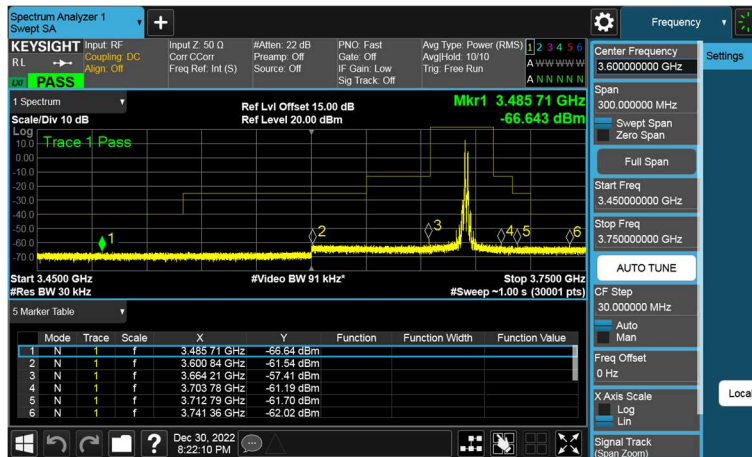 Spectrum Analyzer 1
Swept SA
Frequency
KEYSIGHT
RL
LXI
PASS
Input: RF
Coupling: DC
Align: Off
Input Z: 50 Ω
Corr CCorr
Freq Ref: Int (S)
#Atten: 22 dB
Preamp: Off
Source: Off
PNO: Fast
Gate: Off
IF Gain: Low
Sig Track: Off
Avg Type: Power (RMS)
Avg|Hold: 10/10
Trig: Free Run
1 2 3 4 5 6
A W W W W W
A N N N N N
1 Spectrum
Scale/Div 10 dB
Ref Lvl Offset 15.00 dB
Ref Level 20.00 dBm
Mkr1 3.485 71 GHz
-66.643 dBm
Log
Trace 1 Pass
10.0
0.00
-10.0
-20.0
-30.0
-40.0
-50.0
-60.0
-70.0
1
2
3
4
5
6
Start 3.4500 GHz
#Res BW 30 kHz
#Video BW 91 kHz*
Stop 3.7500 GHz
#Sweep ~1.00 s (30001 pts)
5 Marker Table
Mode Trace Scale X Y Function Function Width Function Value
1 N 1 f 3.485 71 GHz -66.64 dBm
2 N 1 f 3.600 84 GHz -61.54 dBm
3 N 1 f 3.664 21 GHz -57.41 dBm
4 N 1 f 3.703 78 GHz -61.19 dBm
5 N 1 f 3.712 79 GHz -61.70 dBm
6 N 1 f 3.741 36 GHz -62.02 dBm
?
Dec 30, 2022
8:22:10 PM
Center Frequency
3.600000000 GHz
Settings
Span
300.000000 MHz
Swept Span
Zero Span
Full Span
Start Freq
3.450000000 GHz
Stop Freq
3.750000000 GHz
AUTO TUNE
CF Step
30.000000 MHz
Auto
Man
Freq Offset
0 Hz
X Axis Scale
Log
Lin
Local
Signal Track
(Span Zoom)